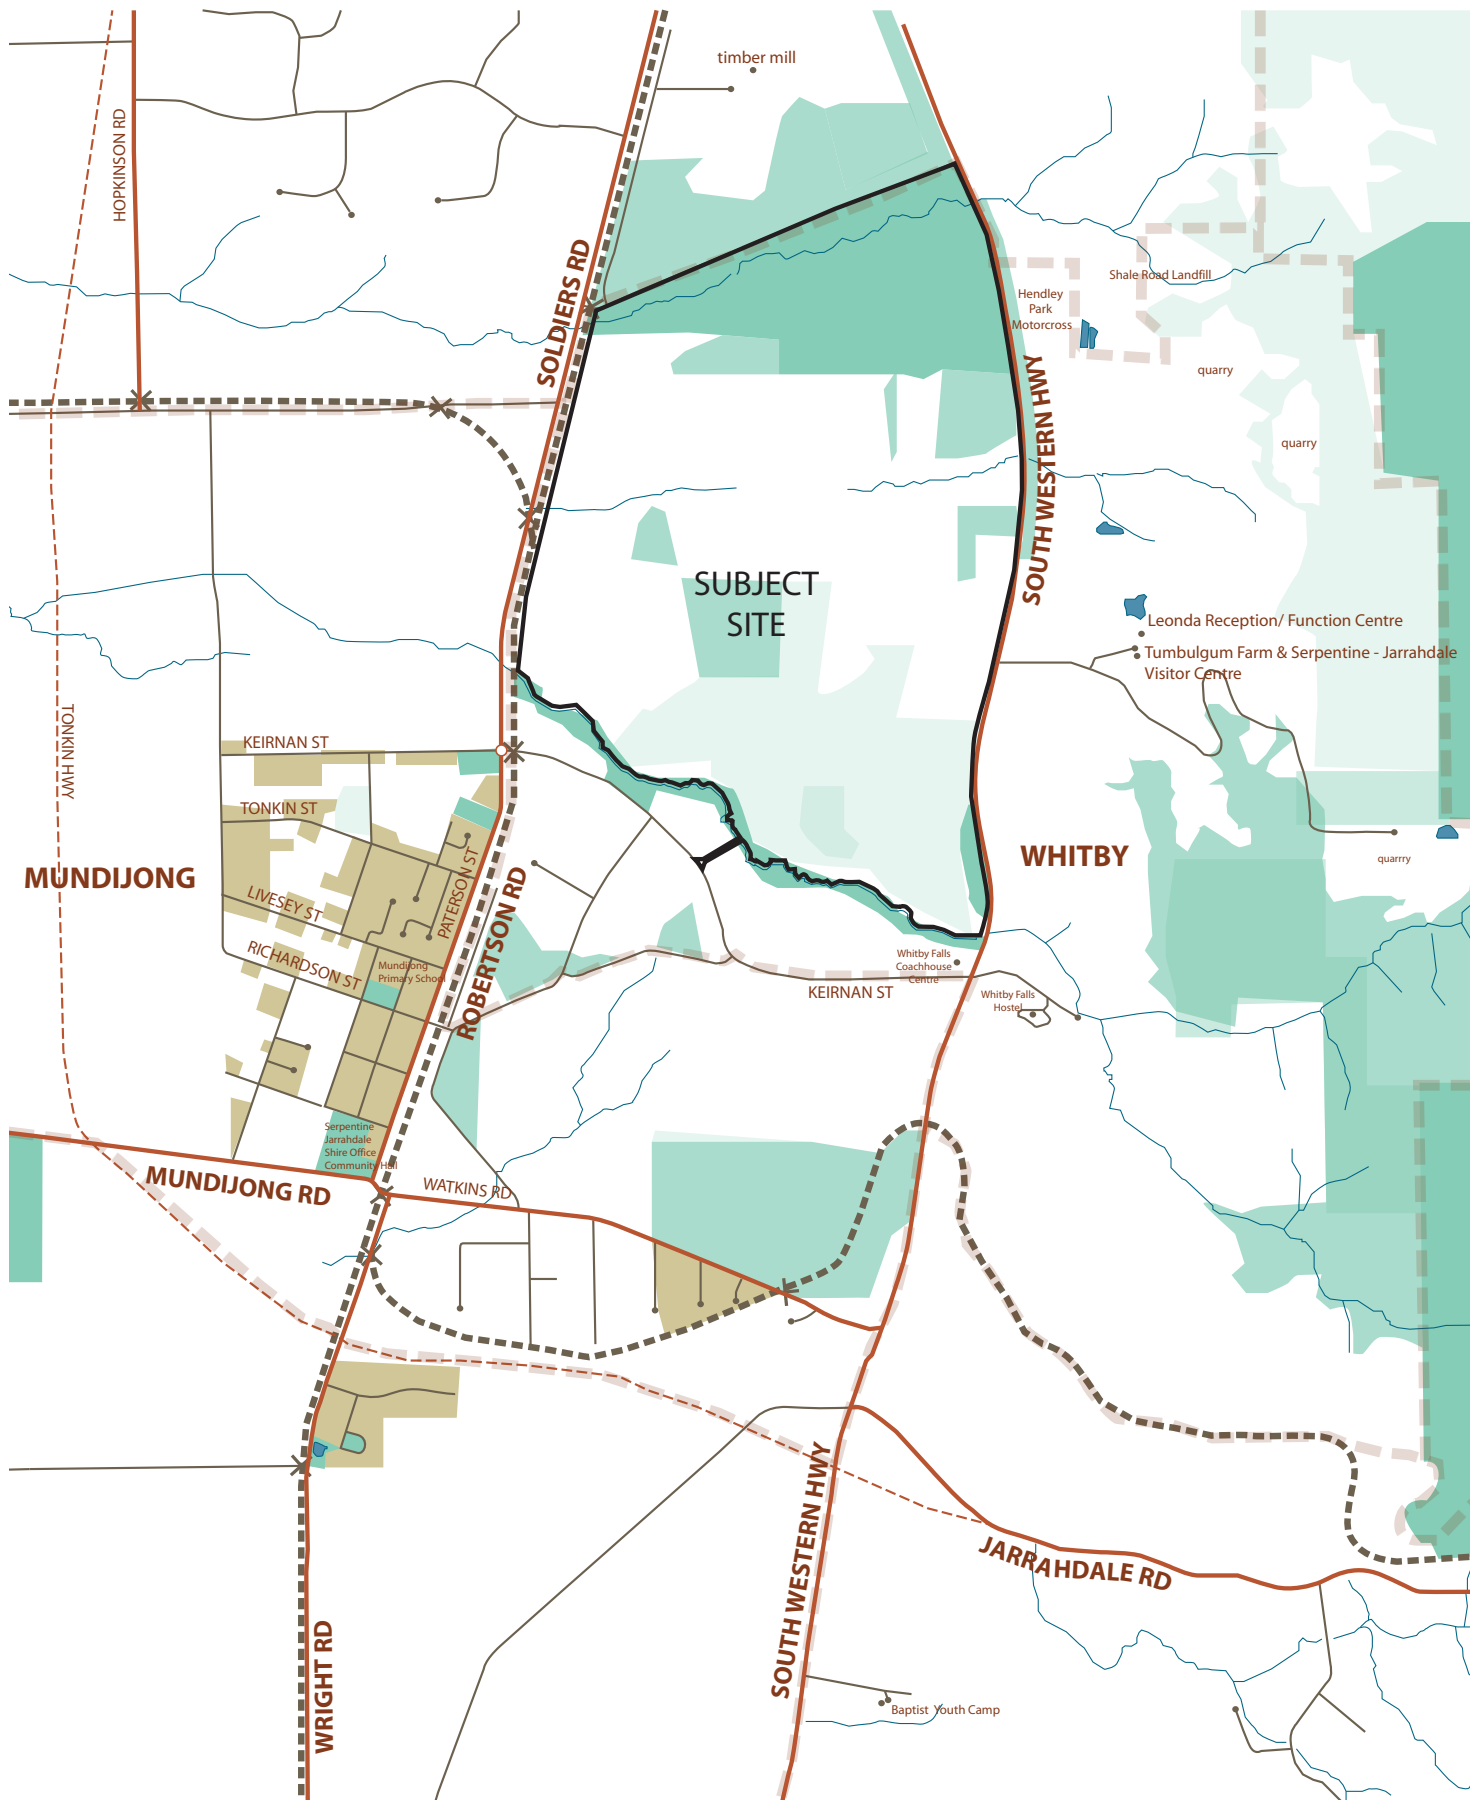 timber mill
HOPKINSON RD
SOLDIERS RD
Shale Road Landfill
Hendley
Park
Motorcross
quarry
SOUTH WESTERN HWY
quarry
SUBJECT
SITE
Leonda Reception/ Function Centre
Tumbulgum Farm & Serpentine - Jarrahdale
Visitor Centre
TONKIN HWY
KEIRNAN ST
TONKIN ST
MUNDIJONG
WHITBY
quarrry
LIVESEY ST
PATERSON ST
ROBERTSON RD
RICHARDSON ST
Mundijong
Primary School
Whitby Falls
Coachhouse
Centre
KEIRNAN ST
Whitby Falls
Hostel
Serpentine
Jarrahdale
Shire Office
Community Hall
MUNDIJONG RD
WATKINS RD
SOUTH WESTERN HWY
JARRAHDALE RD
WRIGHT RD
Baptist Youth Camp